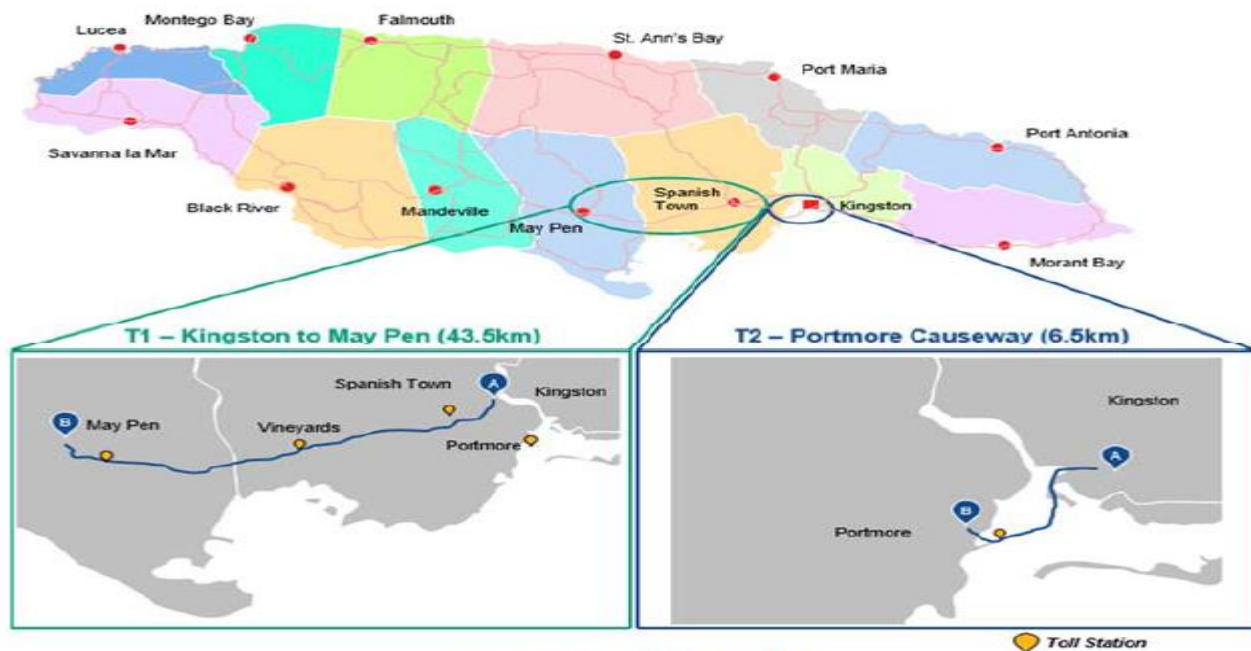 Lucea
Montego Bay
Falmouth
St. Ann's Bay
Port Maria
Port Antonia
Savanna la Mar
Black River
Mandeville
May Pen
Spanish
Town
Kingston
Morant Bay
T1 – Kingston to May Pen (43.5km)
Spanish Town
A
Kingston
B
May Pen
Vineyards
Portmore
T2 – Portmore Causeway (6.5km)
Kingston
A
B
Portmore
Toll Station